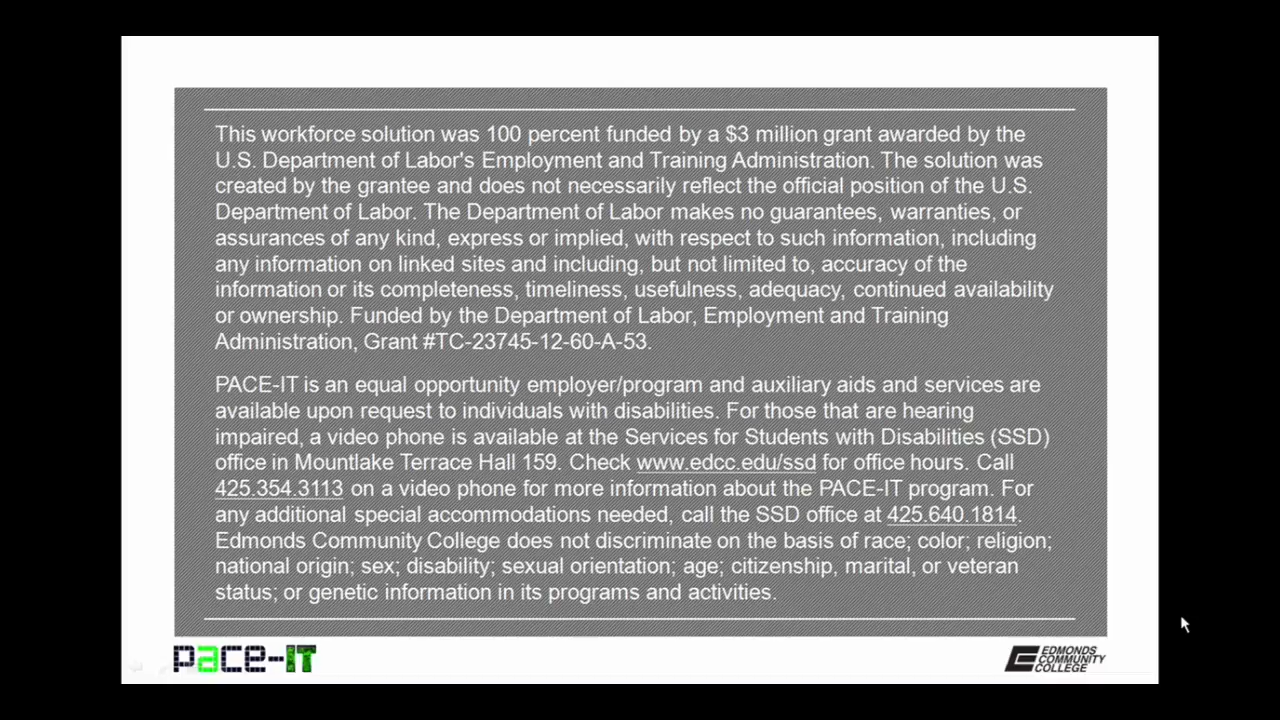 This workforce solution was 100 percent funded by a $3 million grant awarded by the
U.S. Department of Labor's Employment and Training Administration. The solution was
created by the grantee and does not necessarily reflect the official position of the U.S.
Department of Labor. The Department of Labor makes no guarantees, warranties, or
assurances of any kind, express or implied, with respect to such information, including
any information on linked sites and including, but not limited to, accuracy of the
information or its completeness, timeliness, usefulness, adequacy, continued availability
or ownership. Funded by the Department of Labor, Employment and Training
Administration, Grant #TC-23745-12-60-A-53.
PACE-IT is an equal opportunity employer/program and auxiliary aids and services are
available upon request to individuals with disabilities. For those that are hearing
impaired, a video phone is available at the Services for Students with Disabilities (SSD)
office in Mountlake Terrace Hall 159. Check www.edcc.edu/ssd for office hours. Call
425.354.3113 on a video phone for more information about the PACE-IT program. For
any additional special accommodations needed, call the SSD office at 425.640.1814.
Edmonds Community College does not discriminate on the basis of race; color; religion;
national origin; sex; disability; sexual orientation; age; citizenship, marital, or veteran
status; or genetic information in its programs and activities.
pace-IT
EDMONDS
COMMUNITY
COLLEGE